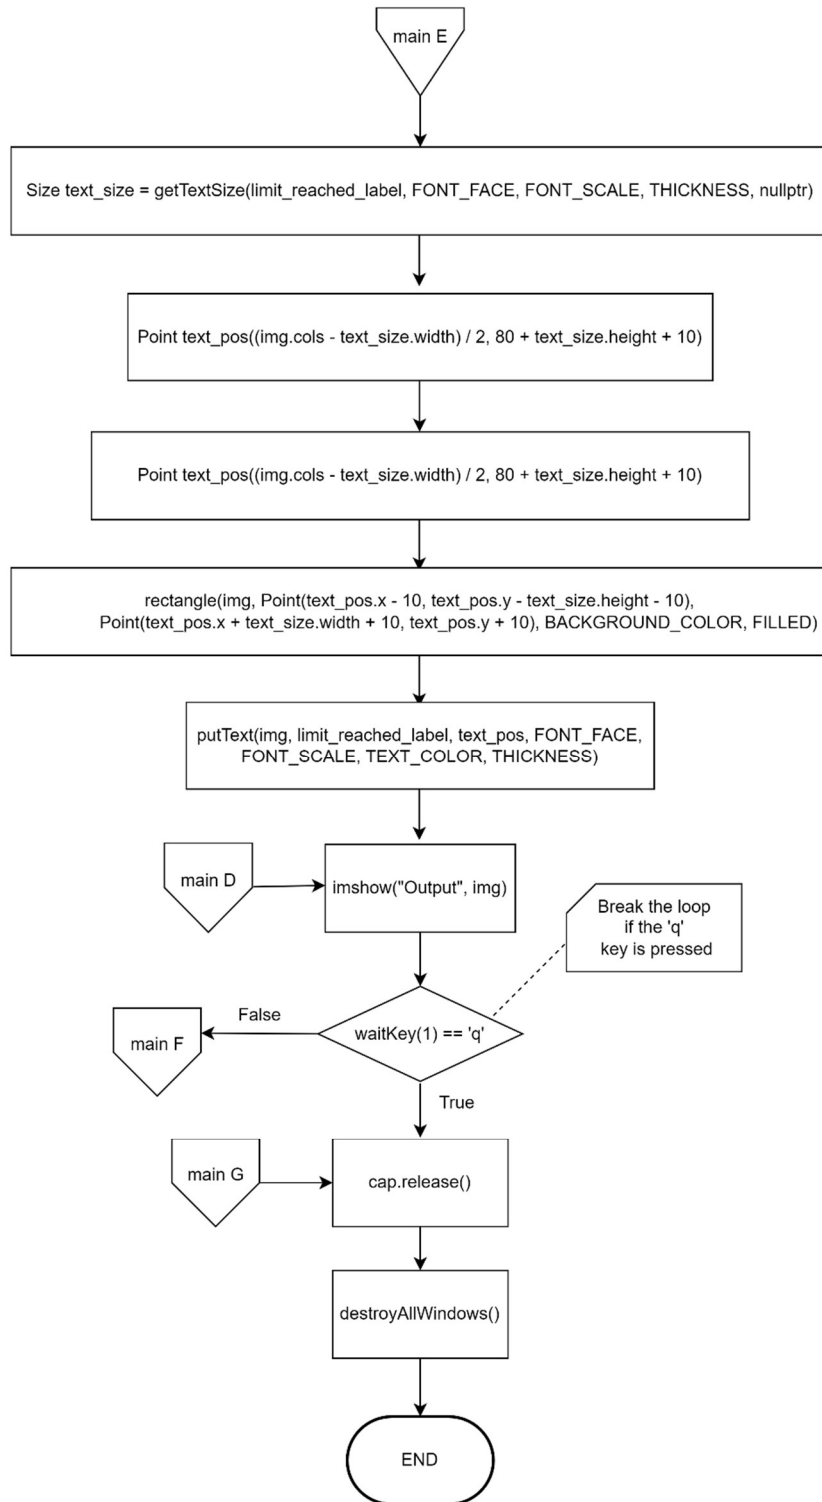 main E
Size text_size = getTextSize(limit_reached_label, FONT_FACE, FONT_SCALE, THICKNESS, nullptr)
Point text_pos((img.cols - text_size.width) / 2, 80 + text_size.height + 10)
Point text_pos((img.cols - text_size.width) / 2, 80 + text_size.height + 10)
rectangle(img, Point(text_pos.x - 10, text_pos.y - text_size.height - 10),
Point(text_pos.x + text_size.width + 10, text_pos.y + 10), BACKGROUND_COLOR, FILLED)
putText(img, limit_reached_label, text_pos, FONT_FACE,
FONT_SCALE, TEXT_COLOR, THICKNESS)
main D
imshow("Output", img)
Break the loop
if the 'q'
key is pressed
False
main F
waitKey(1) == 'q'
True
main G
cap.release()
destroyAllWindows()
END